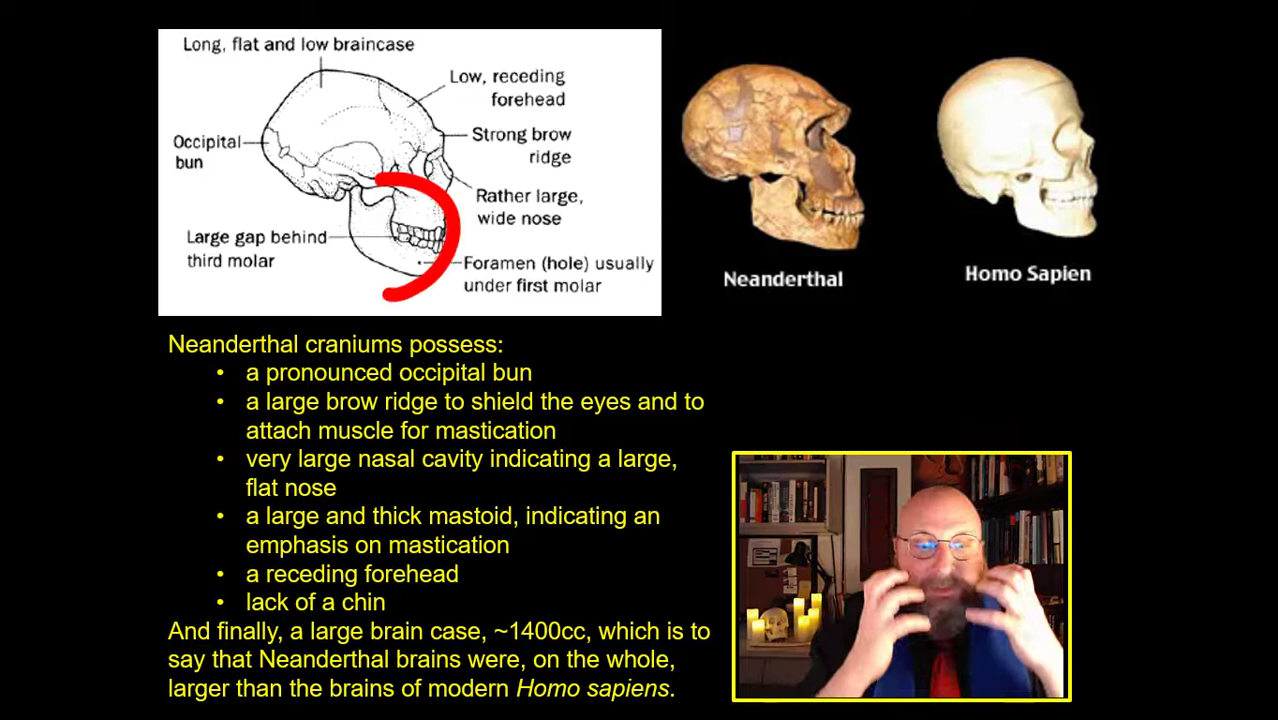 Long, flat and low braincase
Low, receding
forehead
Strong brow
ridge
Occipital
bun
Rather large,
wide nose
Large gap behind
third molar
Foramen (hole) usually
under first molar
Neanderthal
Homo Sapien
Neanderthal craniums possess:
• a pronounced occipital bun
• a large brow ridge to shield the eyes and to
attach muscle for mastication
• very large nasal cavity indicating a large,
flat nose
• a large and thick mastoid, indicating an
emphasis on mastication
• a receding forehead
• lack of a chin
And finally, a large brain case, ~1400cc, which is to
say that Neanderthal brains were, on the whole,
larger than the brains of modern Homo sapiens.